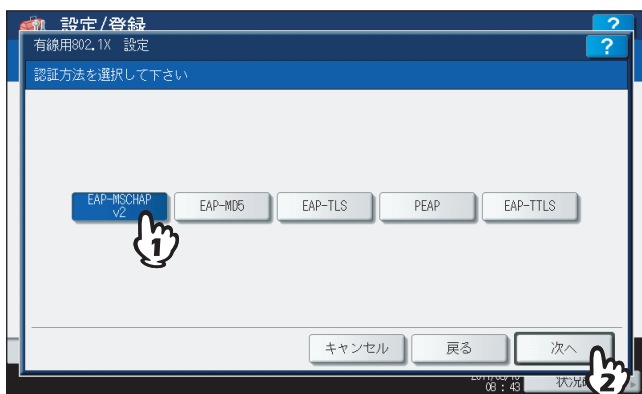 設定/登録
?
有線用802.1X 設定
?
認証方法を選択して下さい
EAP-MSCHAP
v2
EAP-MD5
EAP-TLS
PEAP
EAP-TTLS
1
キャンセル
戻る
次へ
2
08 : 43